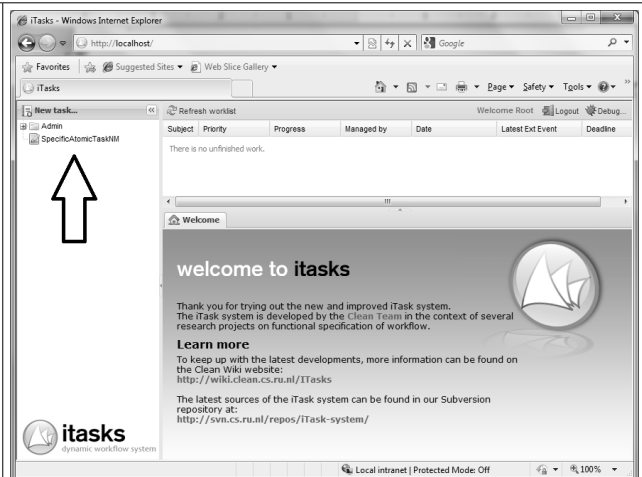 iTasks - Windows Internet Explorer
http://localhost/
Google
Favorites Suggested Sites Web Slice Gallery
iTasks
Page Safety Tools »
New task... «
Refresh worklist Welcome Root Logout Debug...
Admin
SpecificAtomicTaskNM
Subject Priority Progress Managed by Date Latest Ext Event Deadline
There is no unfinished work.
Welcome
welcome to itasks
Thank you for trying out the new and improved iTask system.
The iTask system is developed by the Clean Team in the context of several
research projects on functional specification of workflow.
Learn more
To keep up with the latest developments, more information can be found on
the Clean Wiki website:
http://wiki.clean.cs.ru.nl/ITasks
The latest sources of the iTask system can be found in our Subversion
repository at:
http://svn.cs.ru.nl/repos/iTask-system/
itasks
dynamic workflow system
Local intranet | Protected Mode: Off 100%